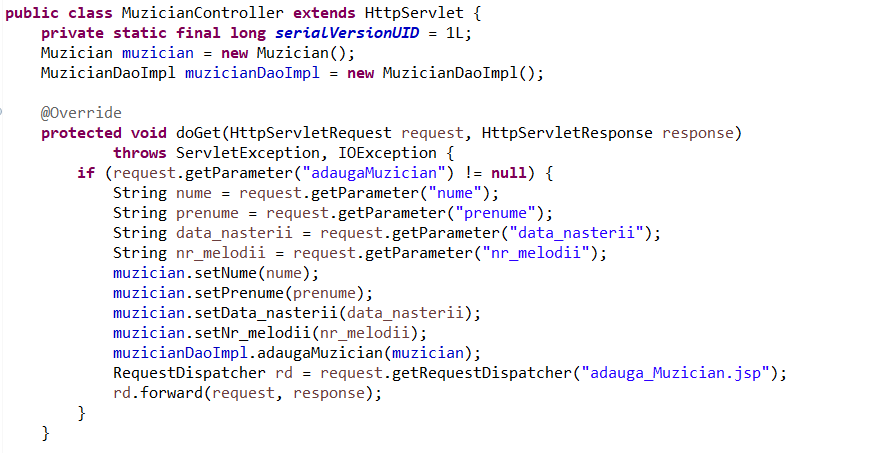 public class MuzicianController extends HttpServlet {
    private static final long serialVersionUID = 1L;
    Muzician muzician = new Muzician();
    MuzicianDaoImpl muzicianDaoImpl = new MuzicianDaoImpl();
    @Override
    protected void doGet(HttpServletRequest request, HttpServletResponse response)
            throws ServletException, IOException {
        if (request.getParameter("adaugaMuzician") != null) {
            String nume = request.getParameter("nume");
            String prenume = request.getParameter("prenume");
            String data_nasterii = request.getParameter("data_nasterii");
            String nr_melodii = request.getParameter("nr_melodii");
            muzician.setNume(nume);
            muzician.setPrenume(prenume);
            muzician.setData_nasterii(data_nasterii);
            muzician.setNr_melodii(nr_melodii);
            muzicianDaoImpl.adaugaMuzician(muzician);
            RequestDispatcher rd = request.getRequestDispatcher("adauga_Muzician.jsp");
            rd.forward(request, response);
        }
    }